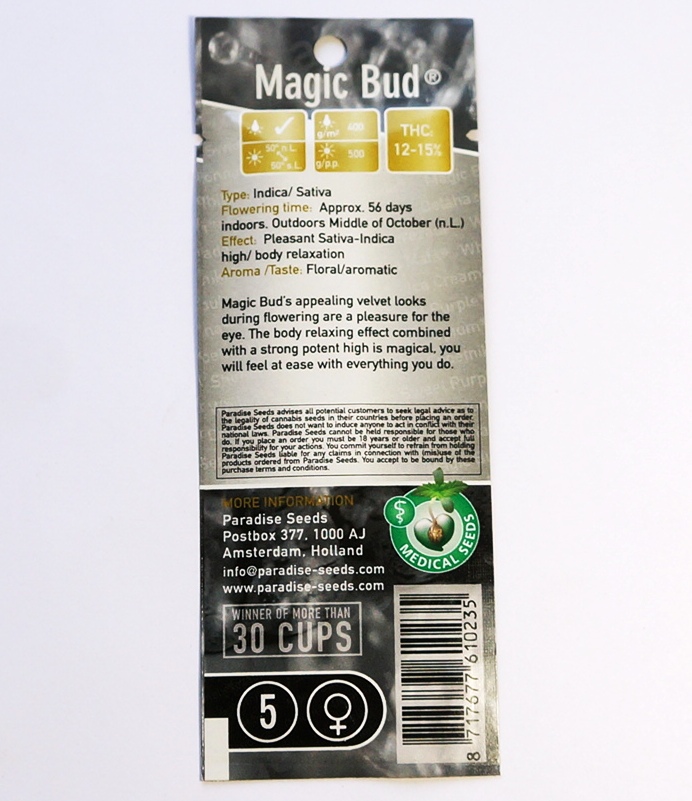 Magic Bud®
g/m² 600
50° n.L.
50° s.L.
g/p.p. 500
THC:
12-15%
Type: Indica/ Sativa
Flowering time: Approx. 56 days
indoors, Outdoors Middle of October (n.L.)
Effect: Pleasant Sativa-Indica
high/ body relaxation
Aroma /Taste: Floral/aromatic
Magic Bud's appealing velvet looks
during flowering are a pleasure for the
eye. The body relaxing effect combined
with a strong potent high is magical, you
will feel at ease with everything you do.
Paradise Seeds advises all potential customers to seek legal advice as to
the legality of cannabis seeds in their countries before placing an order.
Paradise Seeds does not want to induce anyone to act in conflict with their
national laws. Paradise Seeds cannot be held responsible for those who
do. If you place an order you must be 18 years or older and accept full
responsibility for your actions. You commit yourself to refrain from holding
Paradise Seeds liable for any claims in connection with (mis)use of the
products ordered from Paradise Seeds. You accept to be bound by these
purchase terms and conditions.
MORE INFORMATION
Paradise Seeds
Postbox 377, 1000 AJ
Amsterdam, Holland
info@paradise-seeds.com
www.paradise-seeds.com
MEDICAL SEEDS
WINNER OF MORE THAN
30 CUPS
5
8 717677 610235